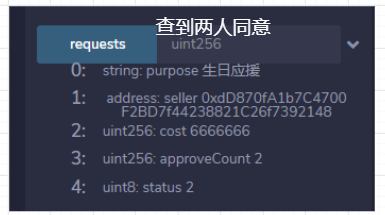 查到两人同意
requests uint256
0: string: purpose 生日应援
1: address: seller 0xdD870fA1b7C4700
F2BD7f44238821C26f7392148
2: uint256: cost 6666666
3: uint256: approveCount 2
4: uint8: status 2